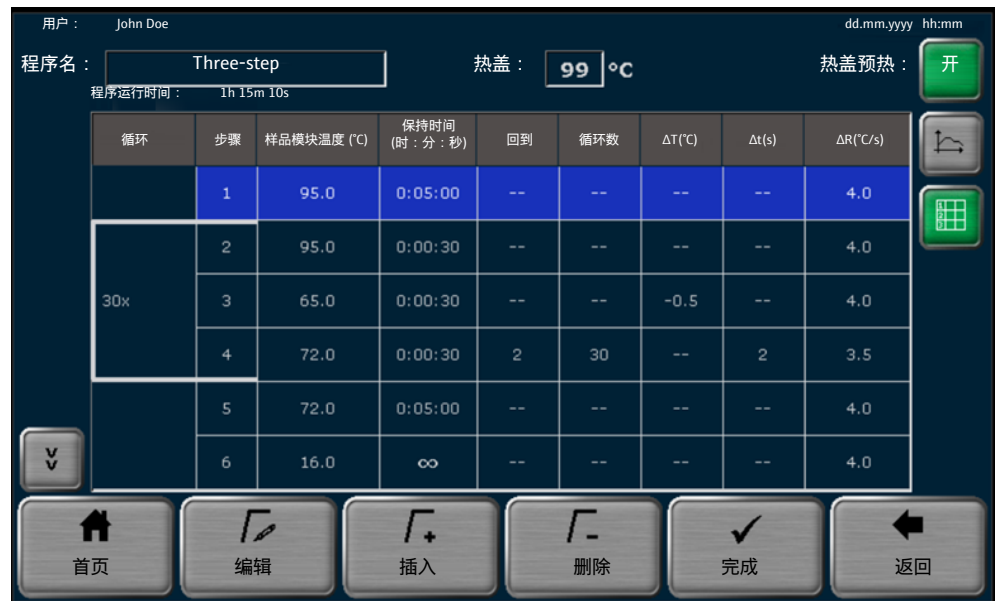 用户： John Doe dd.mm.yyyy hh:mm
程序名： Three-step 热盖： 99 °C 热盖预热： 开
程序运行时间： 1h 15m 10s
循环 步骤 样品模块温度 (℃) 保持时间 (时：分：秒) 回到 循环数 ΔT(℃) Δt(s) ΔR(℃/s)
1 95.0 0:05:00 -- -- -- -- 4.0
2 95.0 0:00:30 -- -- -- -- 4.0
30x 3 65.0 0:00:30 -- -- -0.5 -- 4.0
4 72.0 0:00:30 2 30 -- 2 3.5
5 72.0 0:05:00 -- -- -- -- 4.0
6 16.0 ∞ -- -- -- -- 4.0
首页 编辑 插入 删除 完成 返回